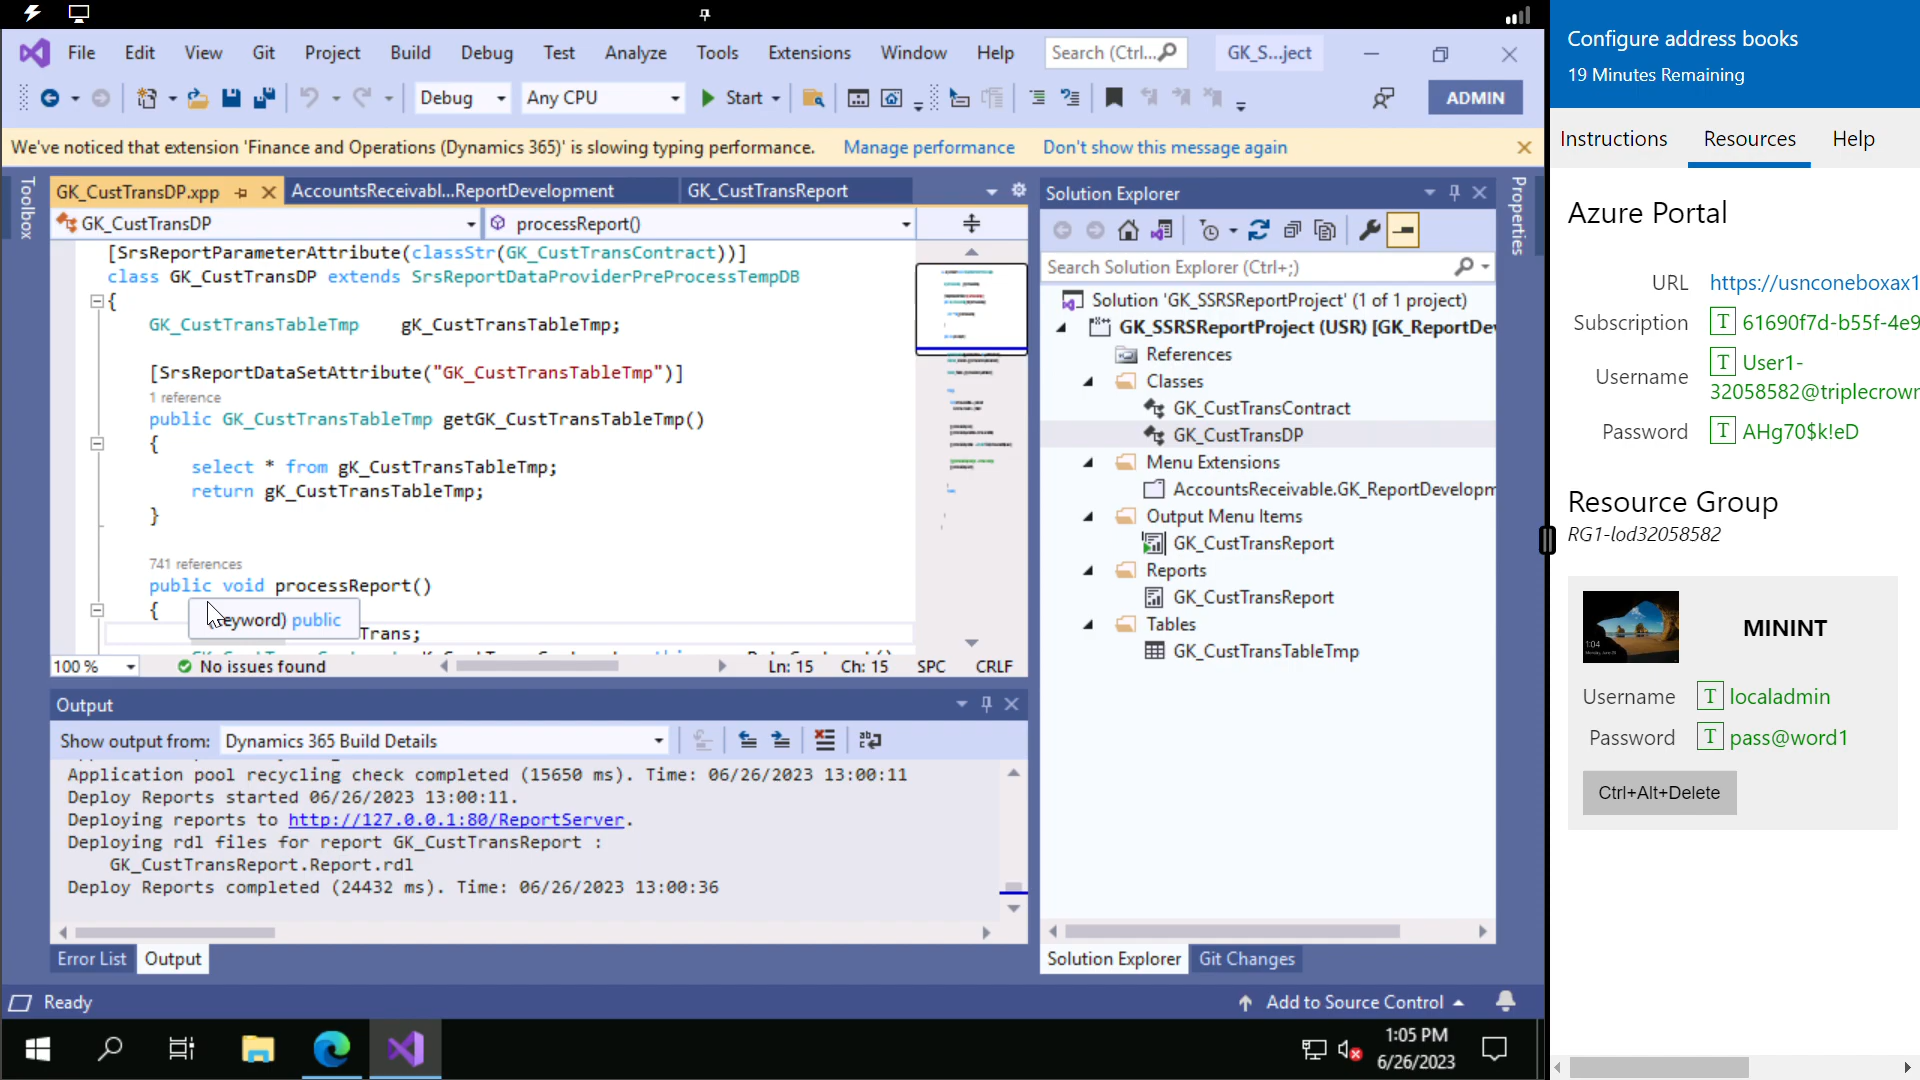 File Edit View Git Project Build Debug Test Analyze Tools Extensions Window Help Search (Ctrl... GK_S...ject
Debug Any CPU Start ADMIN
We've noticed that extension 'Finance and Operations (Dynamics 365)' is slowing typing performance. Manage performance Don't show this message again
Toolbox
GK_CustTransDP.xpp AccountsReceivabl...ReportDevelopment GK_CustTransReport
GK_CustTransDP processReport()
[SrsReportParameterAttribute(classStr(GK_CustTransContract))]
class GK_CustTransDP extends SrsReportDataProviderPreProcessTempDB
{
GK_CustTransTableTmp gK_CustTransTableTmp;
[SrsReportDataSetAttribute("GK_CustTransTableTmp")]
1 reference
public GK_CustTransTableTmp getGK_CustTransTableTmp()
{
select * from gK_CustTransTableTmp;
return gK_CustTransTableTmp;
}
741 references
public void processReport()
{
eyword) public
Trans;
100 % No issues found Ln: 15 Ch: 15 SPC CRLF
Output
Show output from: Dynamics 365 Build Details
Application pool recycling check completed (15650 ms). Time: 06/26/2023 13:00:11
Deploy Reports started 06/26/2023 13:00:11.
Deploying reports to http://127.0.0.1:80/ReportServer.
Deploying rdl files for report GK_CustTransReport :
GK_CustTransReport.Report.rdl
Deploy Reports completed (24432 ms). Time: 06/26/2023 13:00:36
Error List Output
Solution Explorer
Search Solution Explorer (Ctrl+;)
Solution 'GK_SSRSReportProject' (1 of 1 project)
GK_SSRSReportProject (USR) [GK_ReportDev
References
Classes
GK_CustTransContract
GK_CustTransDP
Menu Extensions
AccountsReceivable.GK_ReportDevelopm
Output Menu Items
GK_CustTransReport
Reports
GK_CustTransReport
Tables
GK_CustTransTableTmp
Solution Explorer Git Changes
Properties
Ready Add to Source Control
1:05 PM
6/26/2023
Configure address books
19 Minutes Remaining
Instructions Resources Help
Azure Portal
URL https://usnconeboxax1
Subscription T 61690f7d-b55f-4e9
Username T User1-
32058582@triplecrown
Password T AHg70$k!eD
Resource Group
RG1-lod32058582
1:04
MININT
Username T localadmin
Password T pass@word1
Ctrl+Alt+Delete